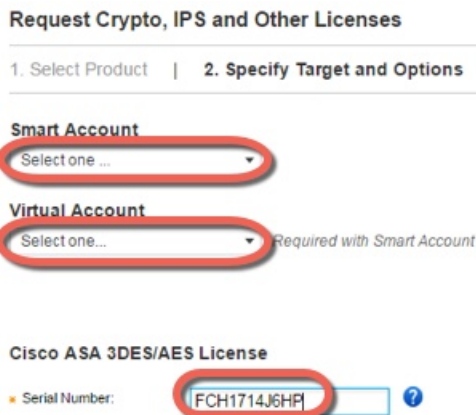 Request Crypto, IPS and Other Licenses
1. Select Product | 2. Specify Target and Options
Smart Account
Select one ...
Virtual Account
Select one... Required with Smart Account
Cisco ASA 3DES/AES License
Serial Number: FCH1714J6HP ?